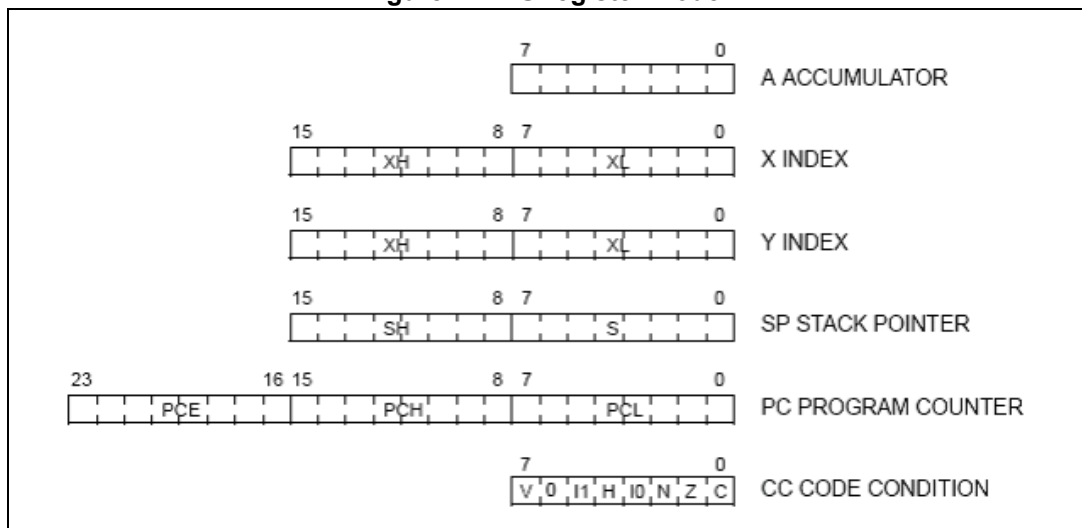 7 0
A ACCUMULATOR
15 8 7 0
XH XL X INDEX
15 8 7 0
XH XL Y INDEX
15 8 7 0
SH S SP STACK POINTER
23 16 15 8 7 0
PCE PCH PCL PC PROGRAM COUNTER
7 0
V 0 I1 H I0 N Z C CC CODE CONDITION